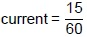 current = 15/60